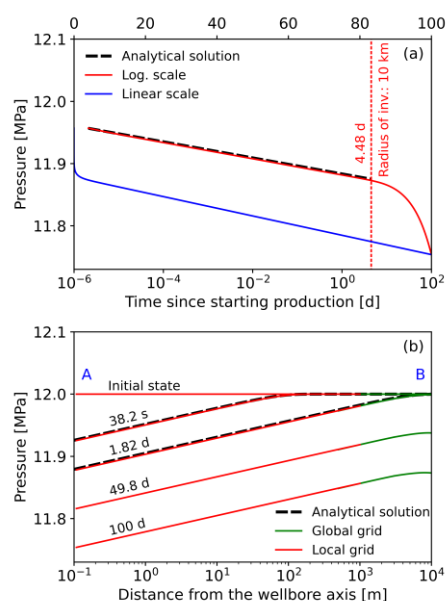 0 20 40 60 80 100
12.1
(a)
Analytical solution
Log. scale
Linear scale
12.0
11.9
11.8
Pressure [MPa]
4.48 d
Radius of inv.: 10 km
10⁻⁶ 10⁻⁴ 10⁻² 10⁰ 10²
Time since starting production [d]
12.1
(b)
A B
Initial state
12.0
38.2 s
1.82 d
11.9
49.8 d
11.8
100 d
Pressure [MPa]
Analytical solution
Global grid
Local grid
10⁻¹ 10⁰ 10¹ 10² 10³ 10⁴
Distance from the wellbore axis [m]